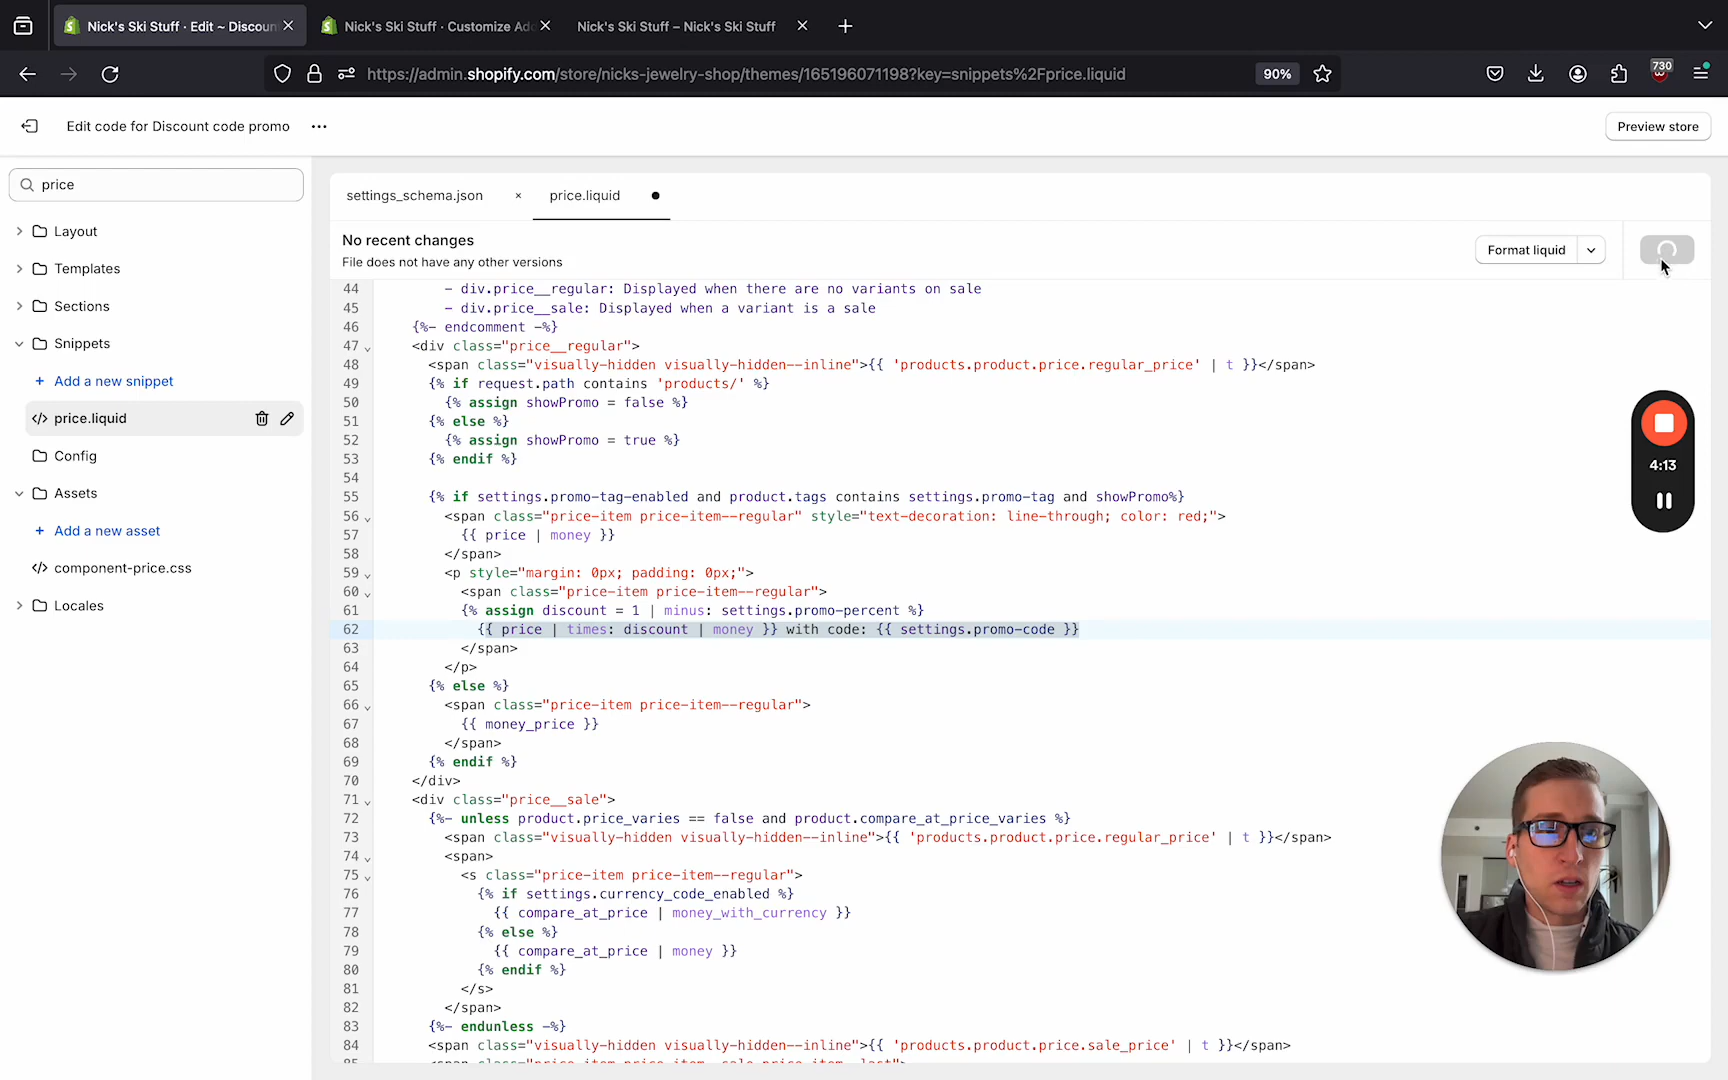 Nick's Ski Stuff · Edit ~ Discoun
Nick's Ski Stuff · Customize Ad
Nick's Ski Stuff – Nick's Ski Stuff
https://admin.shopify.com/store/nicks-jewelry-shop/themes/165196071198?key=snippets%2Fprice.liquid
90%
730
Edit code for Discount code promo
Preview store
price
Layout
Templates
Sections
Snippets
+ Add a new snippet
</> price.liquid
Config
Assets
+ Add a new asset
</> component-price.css
Locales
settings_schema.json ×
price.liquid
No recent changes
File does not have any other versions
Format liquid
44 - div.price__regular: Displayed when there are no variants on sale
45 - div.price__sale: Displayed when a variant is a sale
46 {%- endcomment -%}
47 <div class="price__regular">
48 <span class="visually-hidden visually-hidden--inline">{{ 'products.product.price.regular_price' | t }}</span>
49 {% if request.path contains 'products/' %}
50 {% assign showPromo = false %}
51 {% else %}
52 {% assign showPromo = true %}
53 {% endif %}
54
55 {% if settings.promo-tag-enabled and product.tags contains settings.promo-tag and showPromo%}
56 <span class="price-item price-item--regular" style="text-decoration: line-through; color: red;">
57 {{ price | money }}
58 </span>
59 <p style="margin: 0px; padding: 0px;">
60 <span class="price-item price-item--regular">
61 {% assign discount = 1 | minus: settings.promo-percent %}
62 {{ price | times: discount | money }} with code: {{ settings.promo-code }}
63 </span>
64 </p>
65 {% else %}
66 <span class="price-item price-item--regular">
67 {{ money_price }}
68 </span>
69 {% endif %}
70 </div>
71 <div class="price__sale">
72 {%- unless product.price_varies == false and product.compare_at_price_varies %}
73 <span class="visually-hidden visually-hidden--inline">{{ 'products.product.price.regular_price' | t }}</span>
74 <span>
75 <s class="price-item price-item--regular">
76 {% if settings.currency_code_enabled %}
77 {{ compare_at_price | money_with_currency }}
78 {% else %}
79 {{ compare_at_price | money }}
80 {% endif %}
81 </s>
82 </span>
83 {%- endunless -%}
84 <span class="visually-hidden visually-hidden--inline">{{ 'products.product.price.sale_price' | t }}</span>
4:13